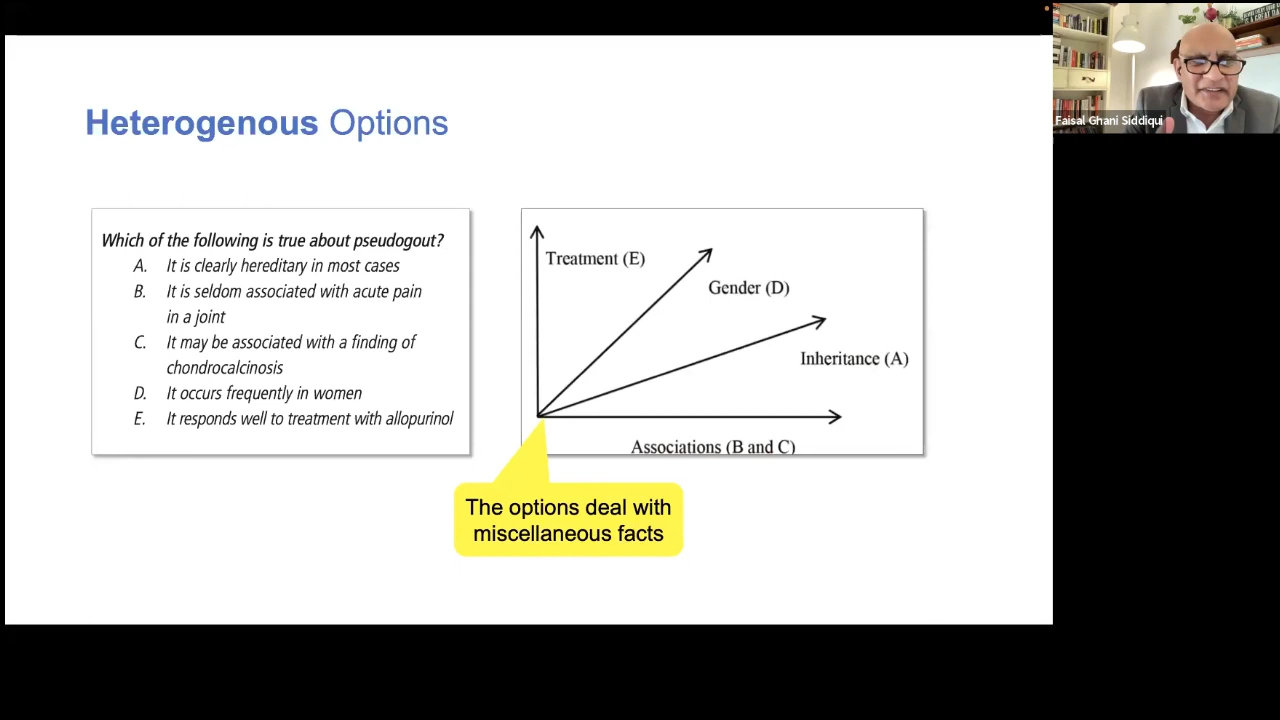 Heterogenous Options
Which of the following is true about pseudogout?
A. It is clearly hereditary in most cases
B. It is seldom associated with acute pain
in a joint
C. It may be associated with a finding of
chondrocalcinosis
D. It occurs frequently in women
E. It responds well to treatment with allopurinol
Treatment (E)
Gender (D)
Inheritance (A)
Associations (B and C)
The options deal with
miscellaneous facts
Faisal Ghani Siddiqui